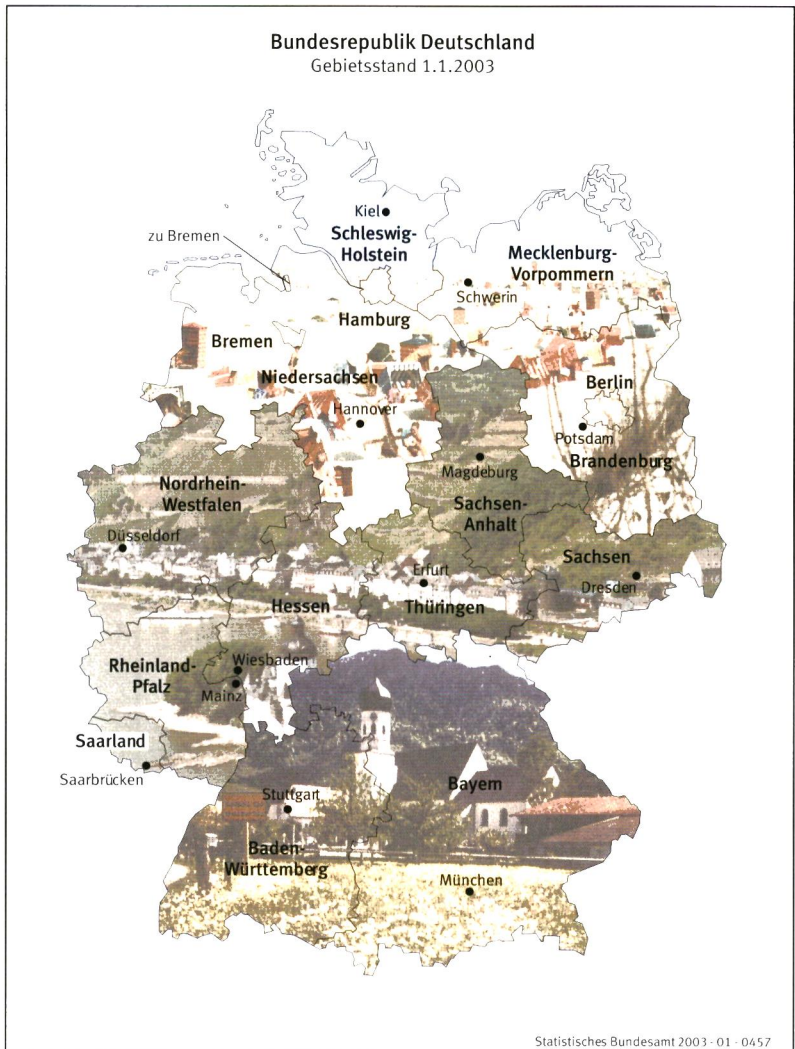 Bundesrepublik Deutschland
Gebietsstand 1.1.2003
Kiel
Schleswig-
Holstein
zu Bremen
Mecklenburg-
Vorpommern
Schwerin
Hamburg
Bremen
Niedersachsen
Hannover
Berlin
Potsdam
Brandenburg
Magdeburg
Nordrhein-
Westfalen
Sachsen-
Anhalt
Düsseldorf
Sachsen
Erfurt
Dresden
Hessen
Thüringen
Rheinland-
Pfalz
Wiesbaden
Mainz
Saarland
Saarbrücken
Bayern
Stuttgart
Baden-
Württemberg
München
Statistisches Bundesamt 2003 - 01 - 0457